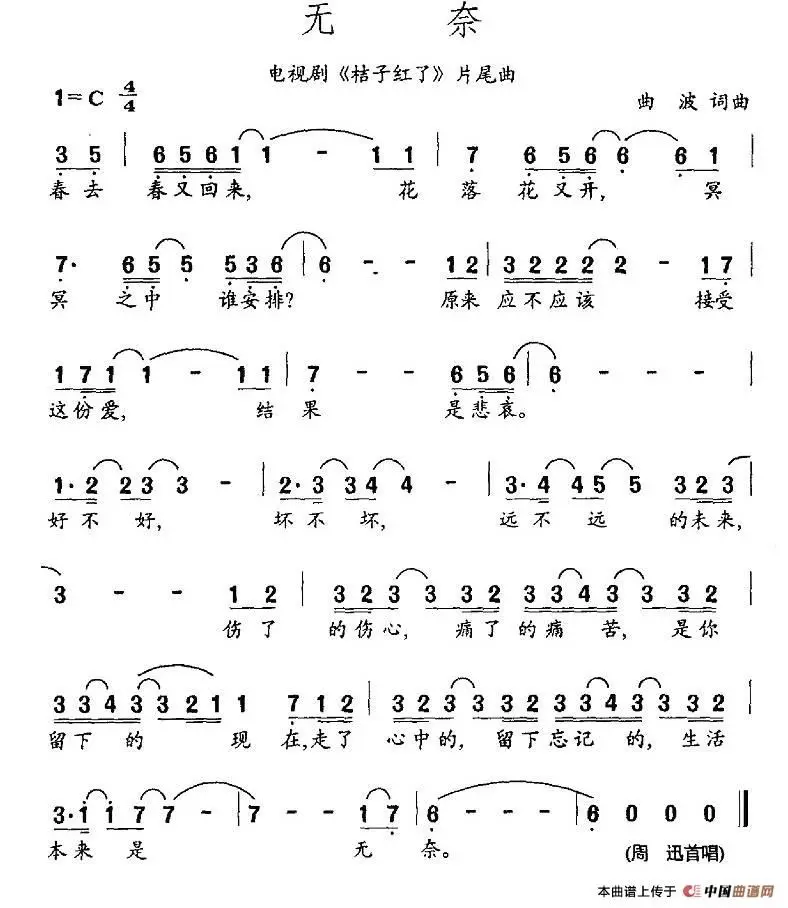 无 奈
电视剧《桔子红了》片尾曲
1=C 4/4
曲 波 词曲
3 5 | 6 5 6 1 1 - 1 1 | 7 6 5 6 6 6 1 |
春去 春又回来, 花 落 花又开, 冥
7· 6 5 5 5 3 6 | 6 - - 1 2 | 3 2 2 2 2 - 1 7 |
冥 之中 谁安排? 原来 应不应该 接受
1 7 1 1 - 1 1 | 7 - - 6 5 6 | 6 - - - |
这份爱, 结 果 是悲哀。
1· 2 2 3 3 - | 2· 3 3 4 4 - | 3· 4 4 5 5 3 2 3 |
好不 好, 坏不 坏, 远不 远 的未来,
3 - - 1 2 | 3 2 3 3 3 2 3 3 4 3 3 3 2 |
伤了 的伤心, 痛了的痛 苦, 是你
3 3 4 3 3 2 1 1 7 1 2 | 3 2 3 3 3 2 3 3 4 3 3 3 2 |
留下 的 现 在,走了 心中的, 留下忘记 的, 生活
3· 1 1 7 7 - - | 7 - - 1 7 | 6 - - - | 6 0 0 0 ‖
本来 是 无 奈。
(周 迅首唱)
本曲谱上传于 中国曲谱网